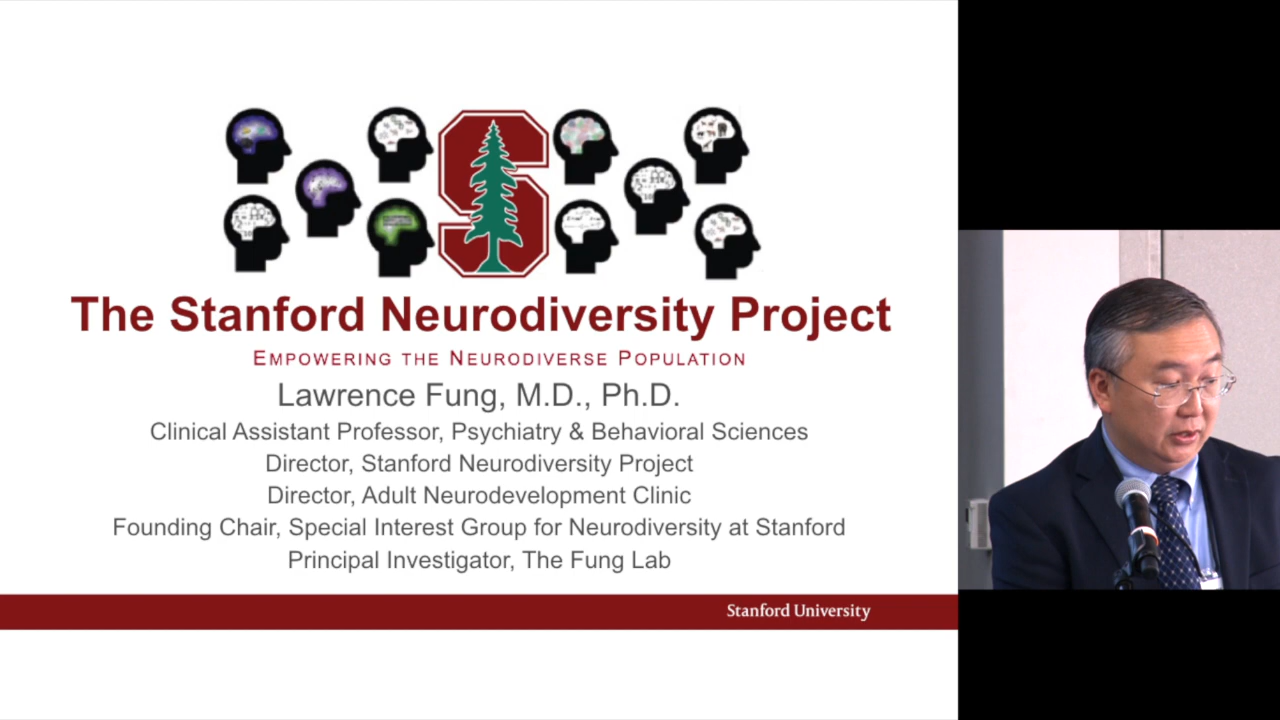 The Stanford Neurodiversity Project
EMPOWERING THE NEURODIVERSE POPULATION
Lawrence Fung, M.D., Ph.D.
Clinical Assistant Professor, Psychiatry & Behavioral Sciences
Director, Stanford Neurodiversity Project
Director, Adult Neurodevelopment Clinic
Founding Chair, Special Interest Group for Neurodiversity at Stanford
Principal Investigator, The Fung Lab
Stanford University